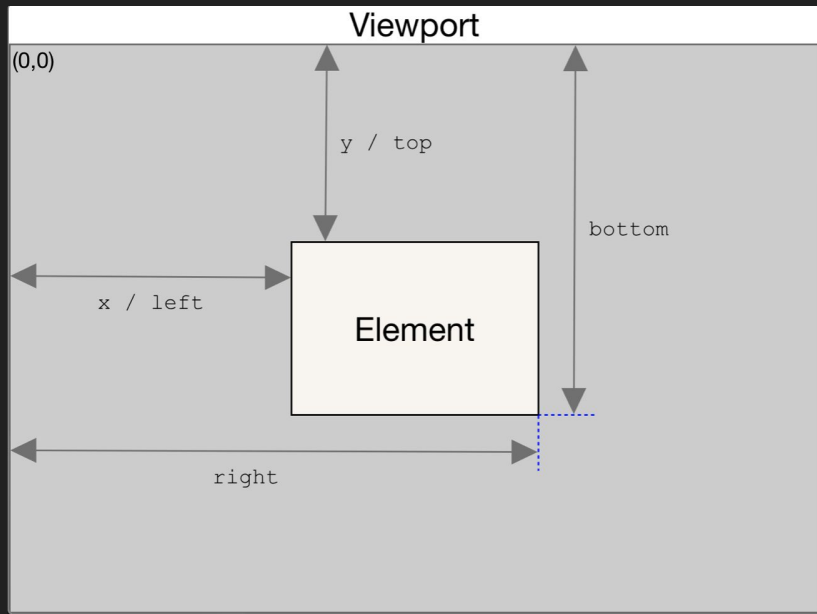 Viewport
(0,0)
y / top
bottom
x / left
Element
right